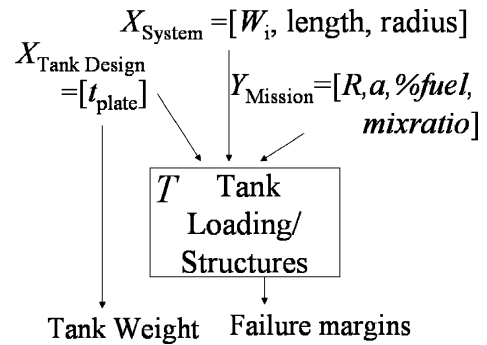 X_System =[W_i, length, radius]
X_Tank Design
=[t_plate]
Y_Mission=[R,a,%fuel,
mixratio]
T Tank
Loading/
Structures
Tank Weight
Failure margins